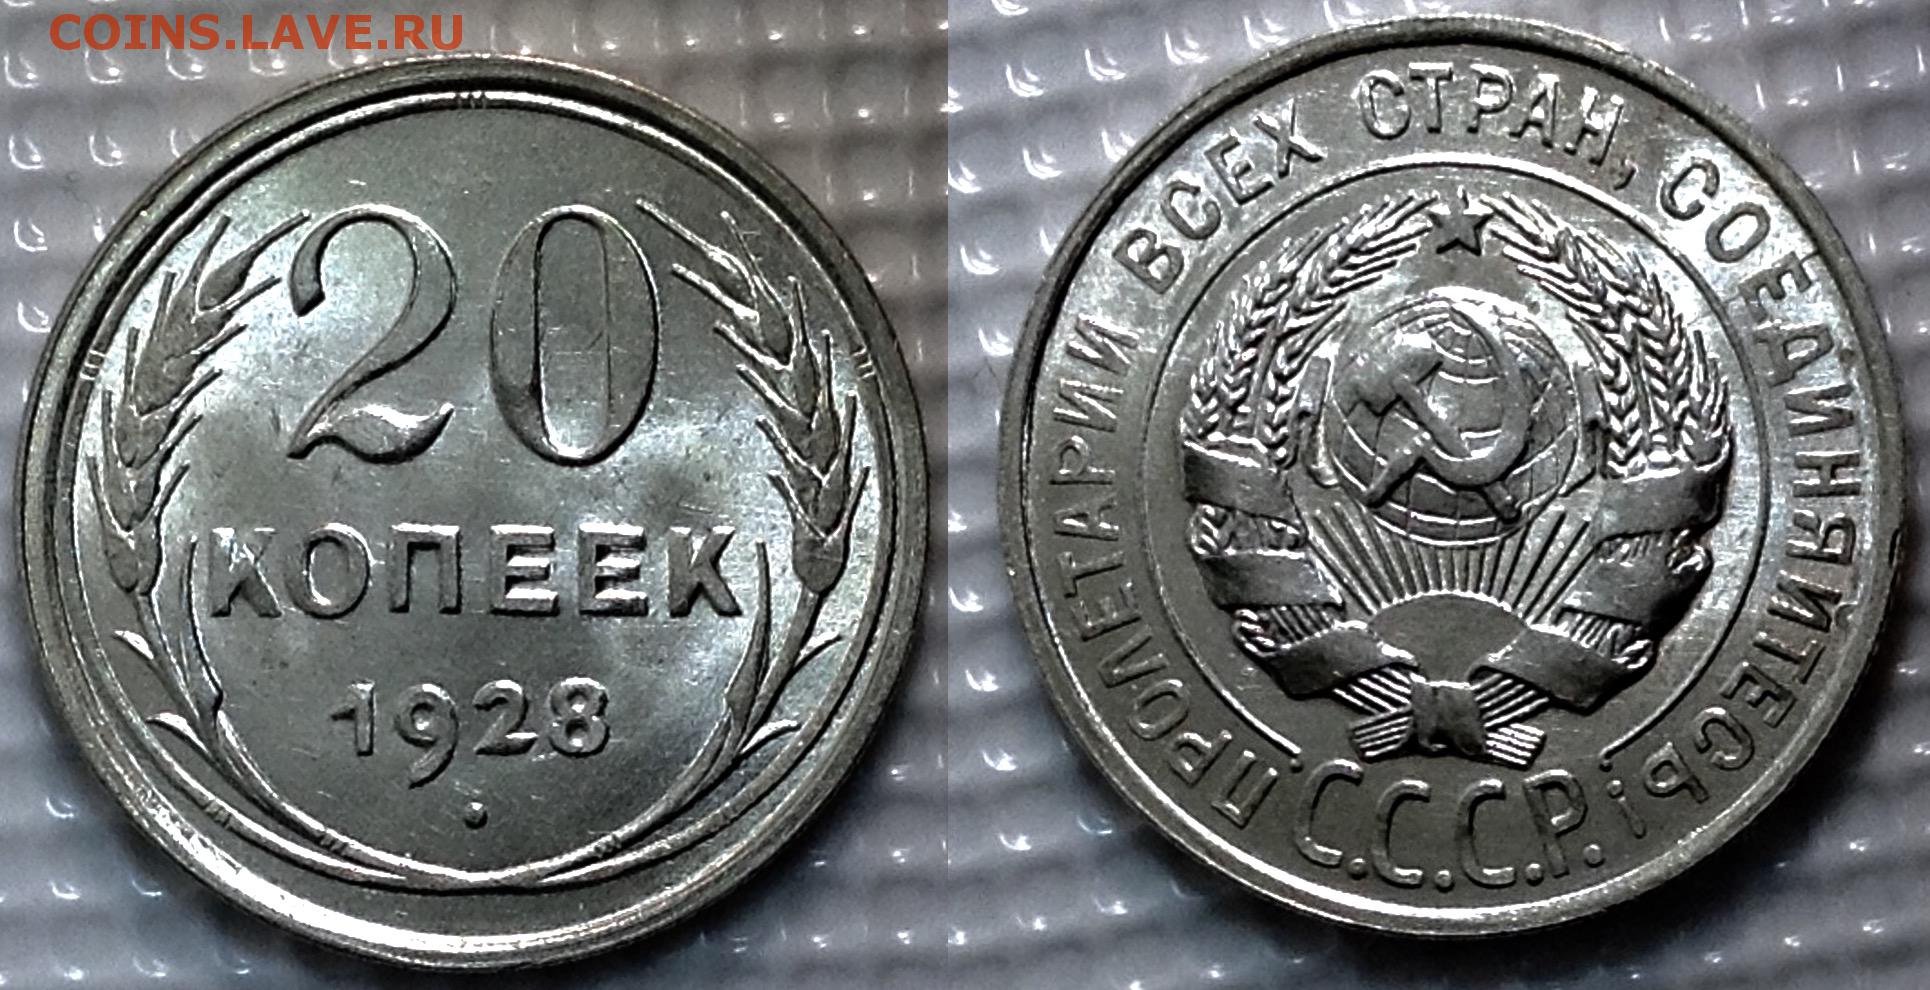 COINS.LAVE.RU
20
КОПЕЕК
1928
ПРОЛЕТАРИИ ВСЕХ СТРАН, СОЕДИНЯЙТЕСЬ!
С.С.С.Р.